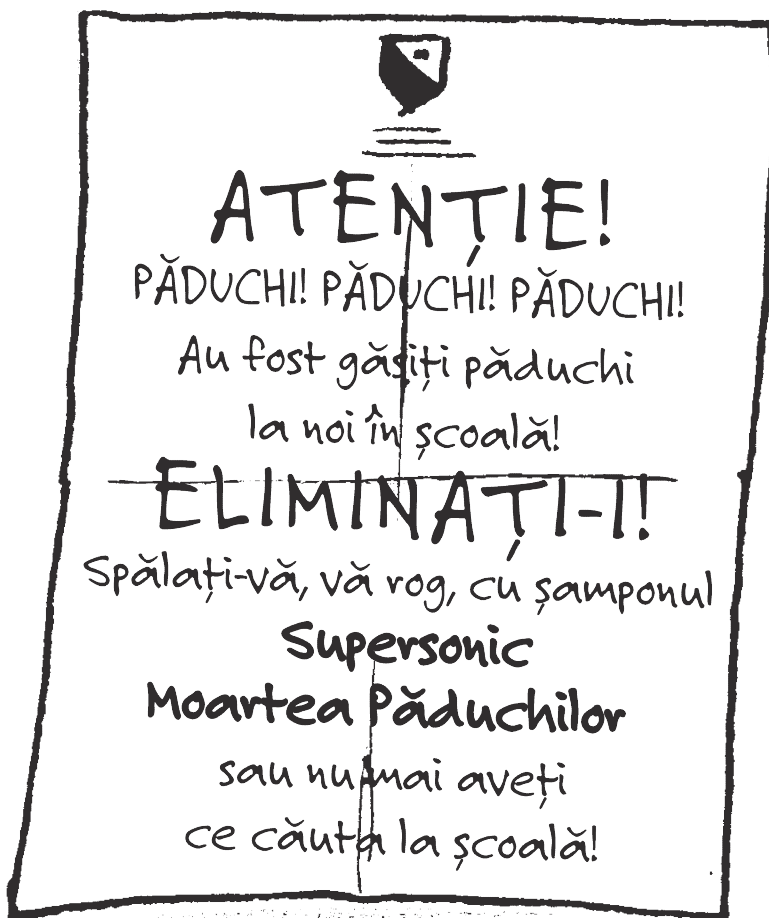 ATENȚIE!
PĂDUCHI! PĂDUCHI! PĂDUCHI!
Au fost găsiți păduchi
la noi în școală!
ELIMINAȚI-I!
Spălați-vă, vă rog, cu șamponul
Supersonic
Moartea Păduchilor
sau nu mai aveți
ce căuta la școală!